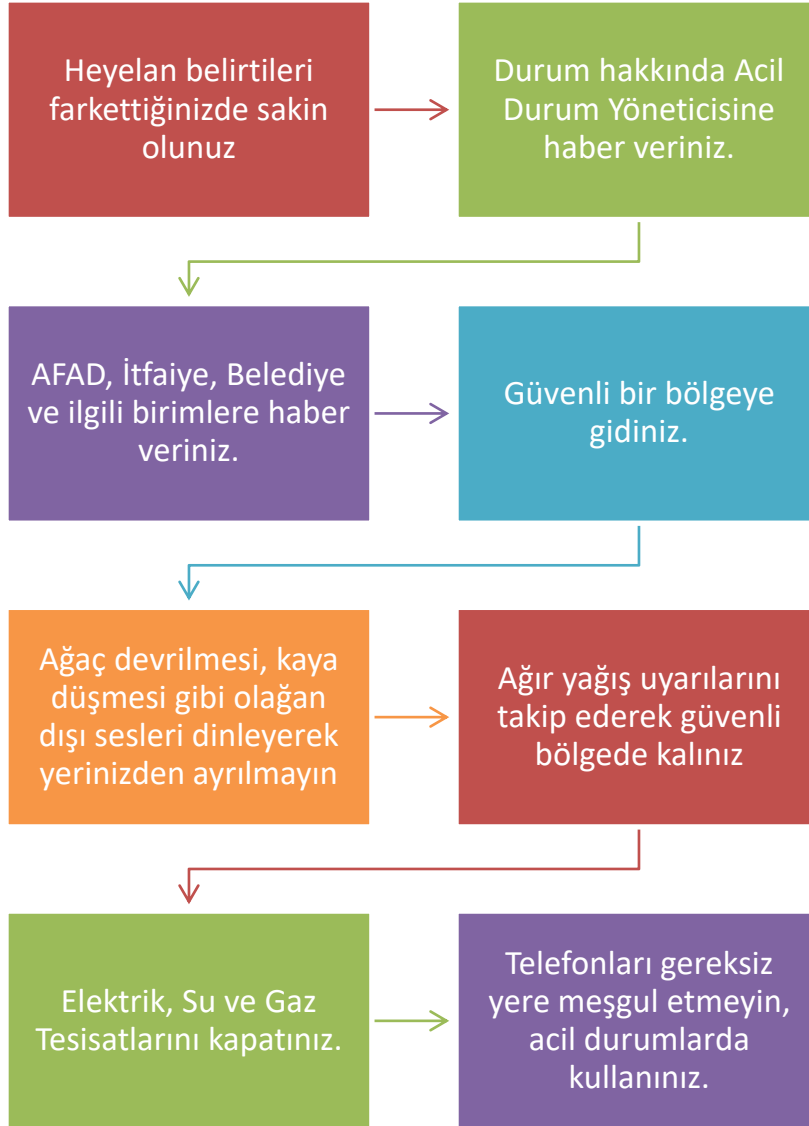 Heyelan belirtileri
farkettiğinizde sakin
olunuz
Durum hakkında Acil
Durum Yöneticisine
haber veriniz.
AFAD, İtfaiye, Belediye
ve ilgili birimlere haber
veriniz.
Güvenli bir bölgeye
gidiniz.
Ağaç devrilmesi, kaya
düşmesi gibi olağan
dışı sesleri dinleyerek
yerinizden ayrılmayın
Ağır yağış uyarılarını
takip ederek güvenli
bölgede kalınız
Elektrik, Su ve Gaz
Tesisatlarını kapatınız.
Telefonları gereksiz
yere meşgul etmeyin,
acil durumlarda
kullanınız.